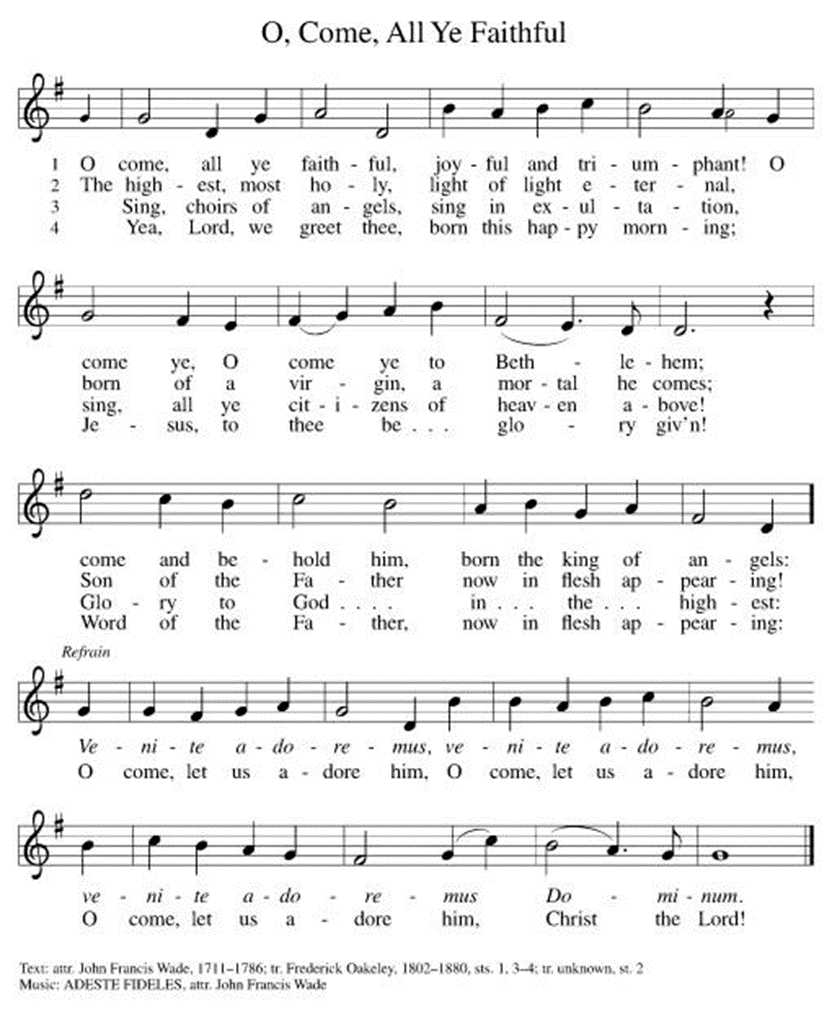 O, Come, All Ye Faithful
1 O come, all ye faith - ful, joy - ful and tri - um - phant! O
2 The high - est, most ho - ly, light of light e - ter - nal,
3 Sing, choirs of an - gels, sing in ex - ul - ta - tion,
4 Yea, Lord, we greet thee, born this hap - py morn - ing;
come ye, O come ye to Beth - le - hem;
born of a vir - gin, a mor - tal he comes;
sing, all ye cit - i - zens of heav - en a - bove!
Je - sus, to thee be . . . glo - ry giv'n!
come and be - hold him, born the king of an - gels:
Son of the Fa - ther now in flesh ap - pear - ing!
Glo - ry to God . . . . in . . . the . . . high - est:
Word of the Fa - ther, now in flesh ap - pear - ing:
Refrain
Ve - ni - te a - do - re - mus, ve - ni - te a - do - re - mus,
O come, let us a - dore him, O come, let us a - dore him,
ve - ni - te a - do - re - mus Do - mi - num.
O come, let us a - dore him, Christ the Lord!
Text: attr. John Francis Wade, 1711–1786; tr. Frederick Oakeley, 1802–1880, sts. 1, 3–4; tr. unknown, st. 2
Music: ADESTE FIDELES, attr. John Francis Wade